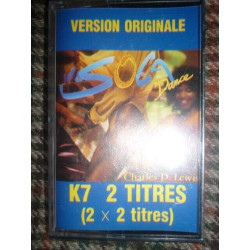 VERSION ORIGINALE
SOCA
Dance
Charles D. Lewis
K7 2 TITRES
(2 × 2 titres)